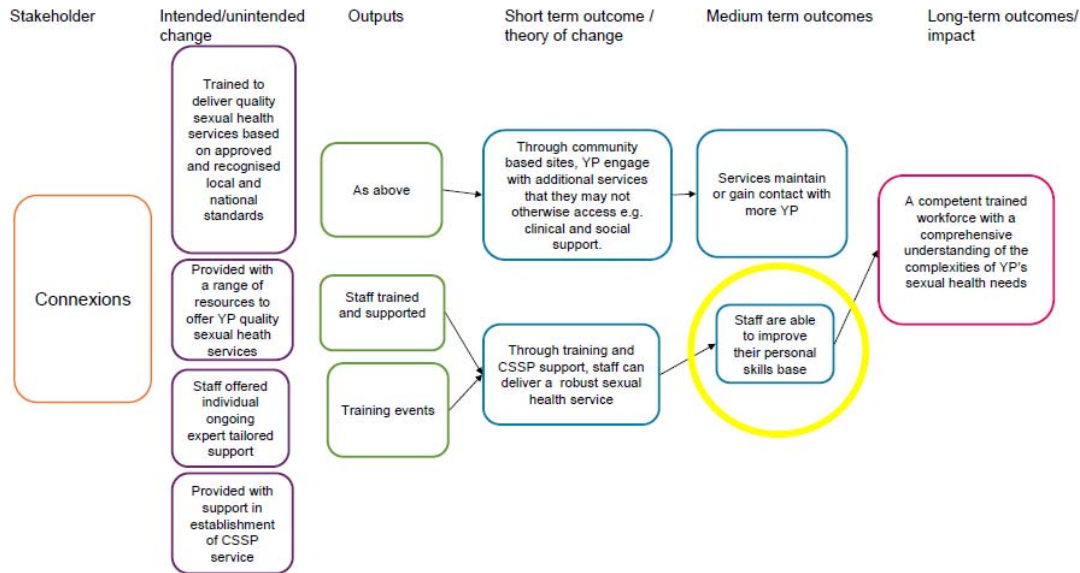 Stakeholder
Intended/unintended
change
Outputs
Short term outcome /
theory of change
Medium term outcomes
Long-term outcomes/
impact
Connexions
Trained to
deliver quality
sexual health
services based
on approved
and recognised
local and
national
standards
Provided with
a range of
resources to
offer YP quality
sexual heath
services
Staff offered
individual
ongoing
expert tailored
support
Provided with
support in
establishment
of CSSP
service
As above
Staff trained
and supported
Training events
Through community
based sites, YP engage
with additional services
that they may not
otherwise access e.g.
clinical and social
support.
Through training and
CSSP support, staff can
deliver a  robust sexual
health service
Services maintain
or gain contact with
more YP
Staff are able
to improve
their personal
skills base
A competent trained
workforce with a
comprehensive
understanding of the
complexities of YP's
sexual health needs